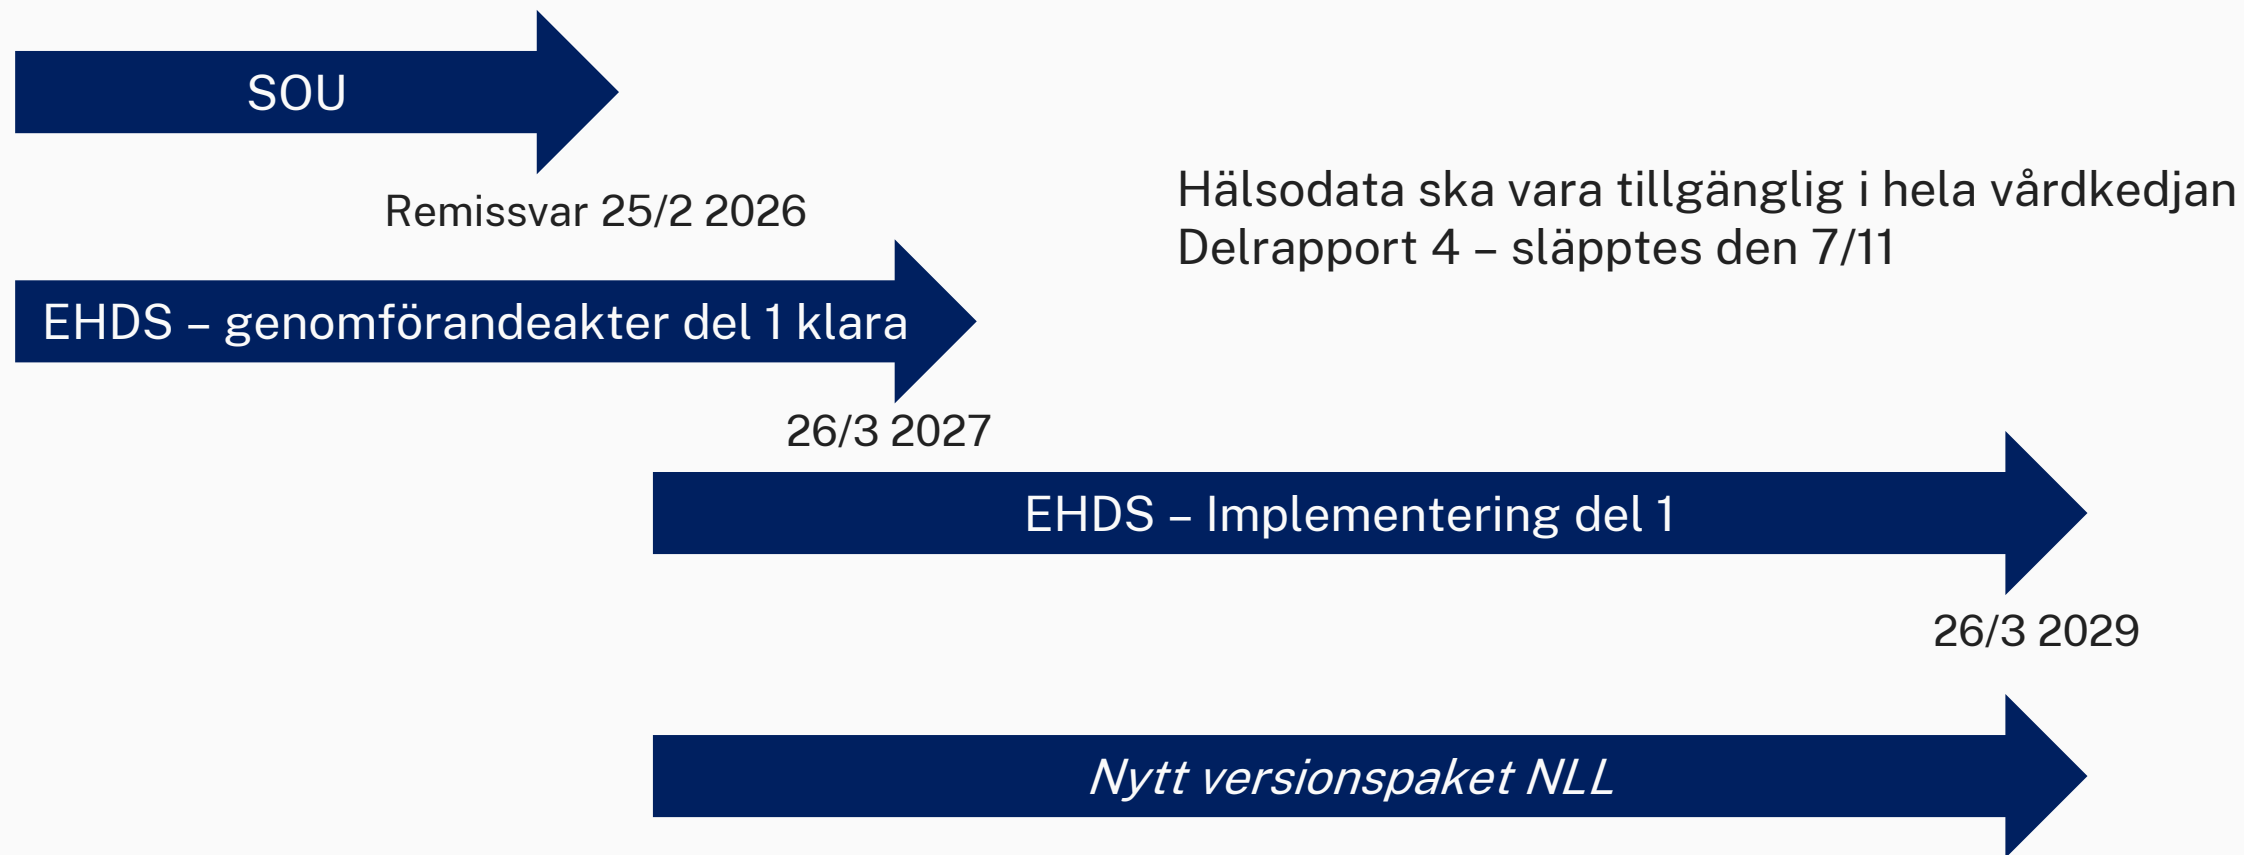 SOU
Remissvar 25/2 2026
Hälsodata ska vara tillgänglig i hela vårdkedjan
Delrapport 4 – släpptes den 7/11
EHDS – genomförandeakter del 1 klara
26/3 2027
EHDS – Implementering del 1
26/3 2029
Nytt versionspaket NLL